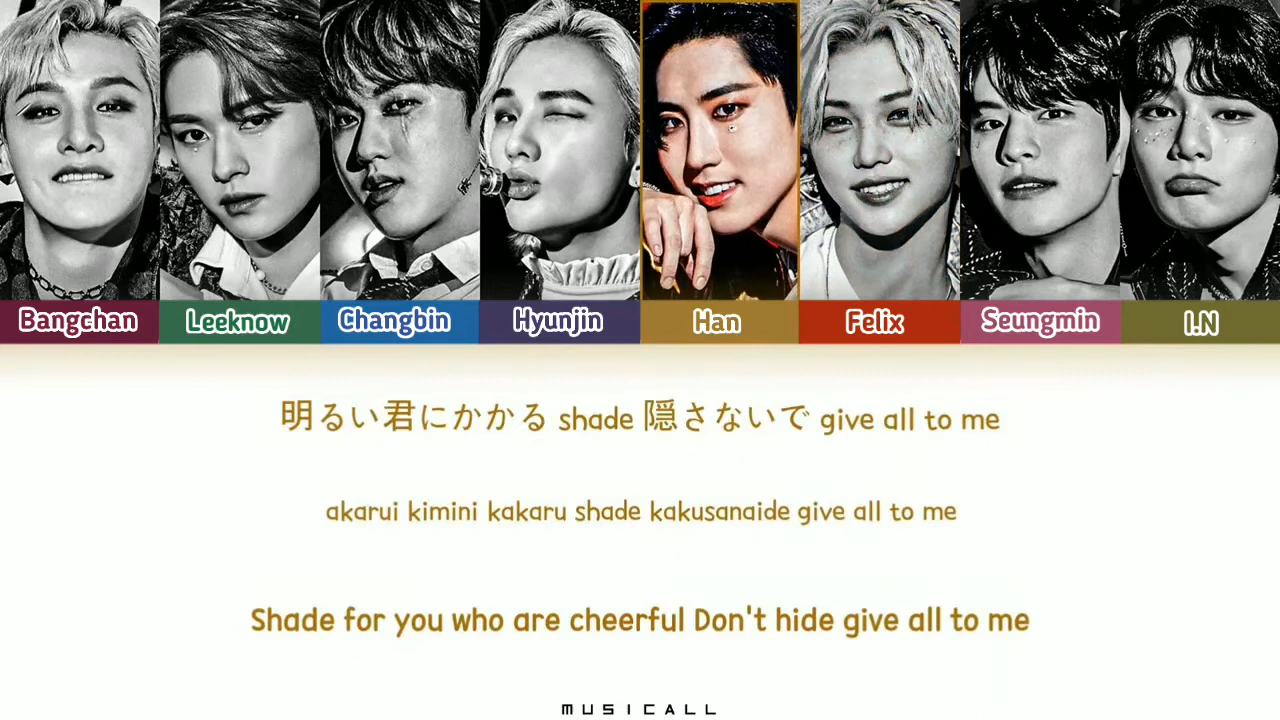 Bangchan Leeknow Changbin Hyunjin Han Felix Seungmin I.N
明るい君にかかる shade 隠さないで give all to me
akarui kimini kakaru shade kakusanaide give all to me
Shade for you who are cheerful Don't hide give all to me
MUSICALL